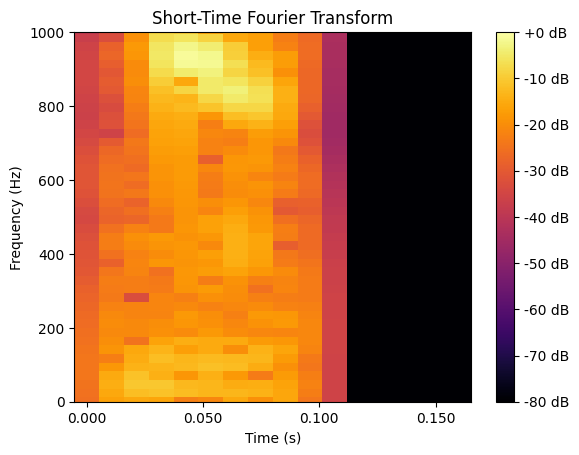 Short-Time Fourier Transform
1000
800
600
400
200
0
Frequency (Hz)
0.000
0.050
0.100
0.150
Time (s)
+0 dB
-10 dB
-20 dB
-30 dB
-40 dB
-50 dB
-60 dB
-70 dB
-80 dB